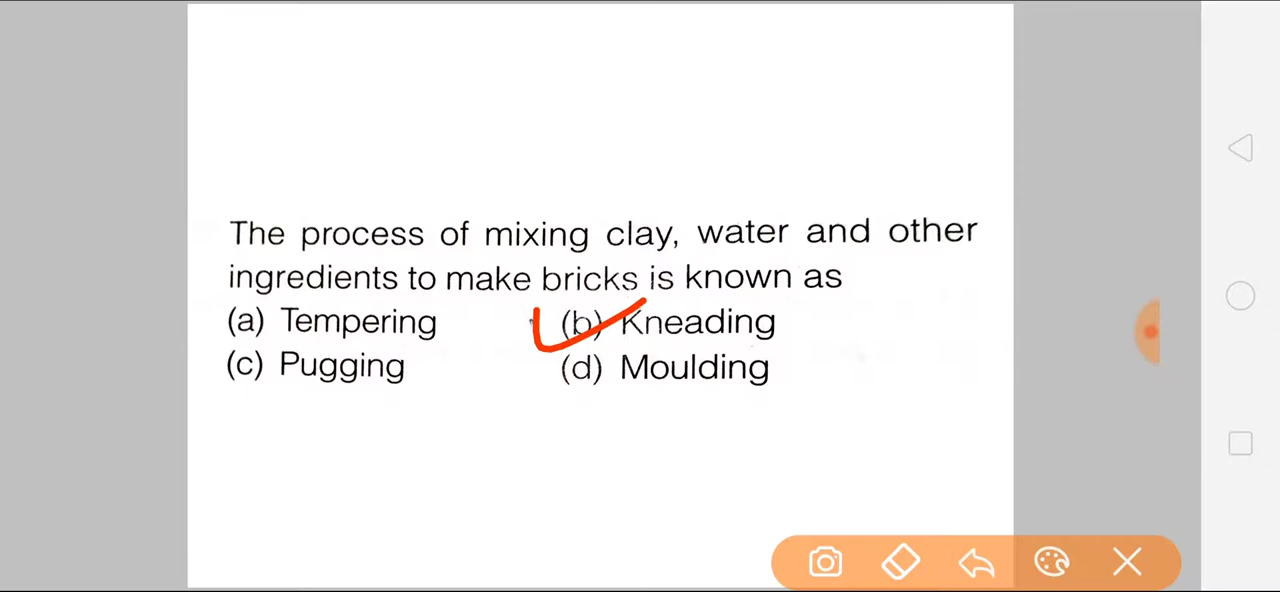 The process of mixing clay, water and other
ingredients to make bricks is known as
(a) Tempering (b) Kneading
(c) Pugging (d) Moulding